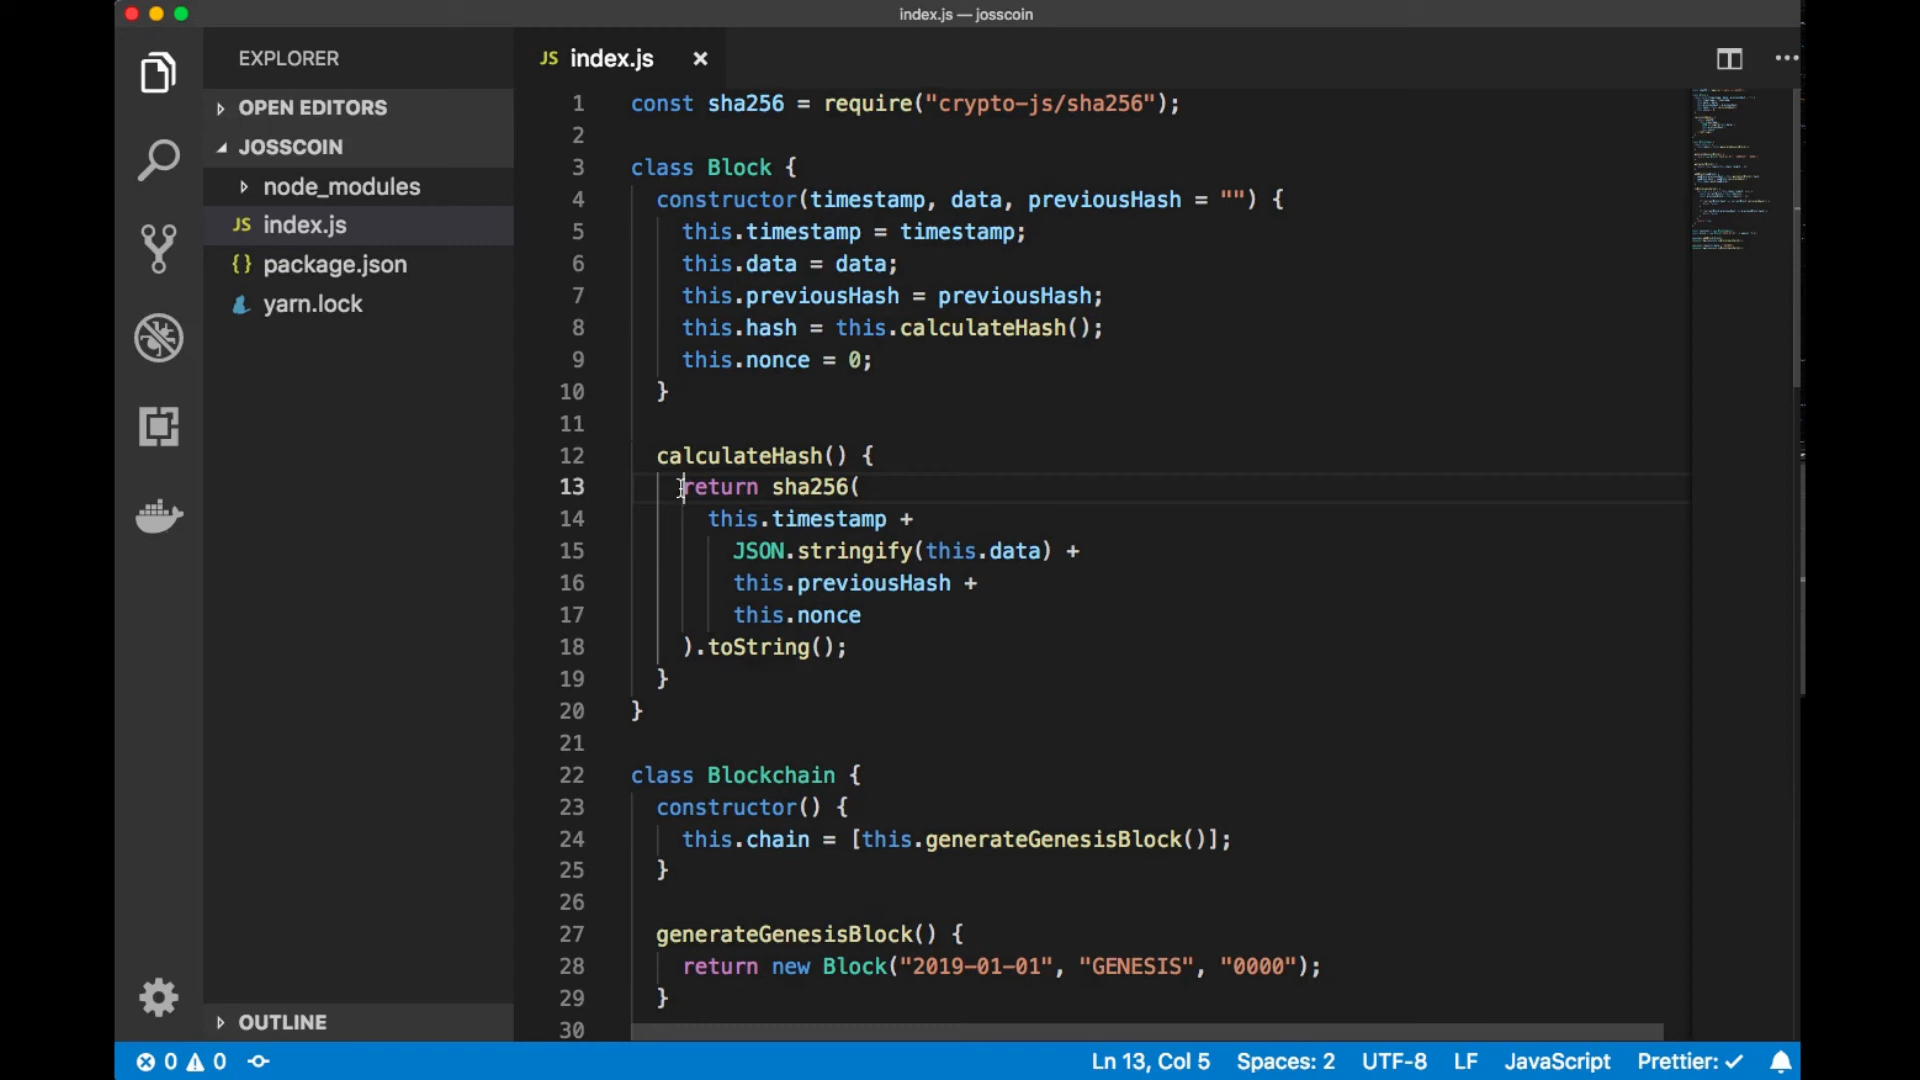 index.js — josscoin
EXPLORER
OPEN EDITORS
JOSSCOIN
node_modules
JS index.js
{} package.json
yarn.lock
OUTLINE
JS index.js ×
1 const sha256 = require("crypto-js/sha256");
2
3 class Block {
4 constructor(timestamp, data, previousHash = "") {
5 this.timestamp = timestamp;
6 this.data = data;
7 this.previousHash = previousHash;
8 this.hash = this.calculateHash();
9 this.nonce = 0;
10 }
11
12 calculateHash() {
13 return sha256(
14 this.timestamp +
15 JSON.stringify(this.data) +
16 this.previousHash +
17 this.nonce
18 ).toString();
19 }
20 }
21
22 class Blockchain {
23 constructor() {
24 this.chain = [this.generateGenesisBlock()];
25 }
26
27 generateGenesisBlock() {
28 return new Block("2019-01-01", "GENESIS", "0000");
29 }
30
0 0 Ln 13, Col 5 Spaces: 2 UTF-8 LF JavaScript Prettier: ✓